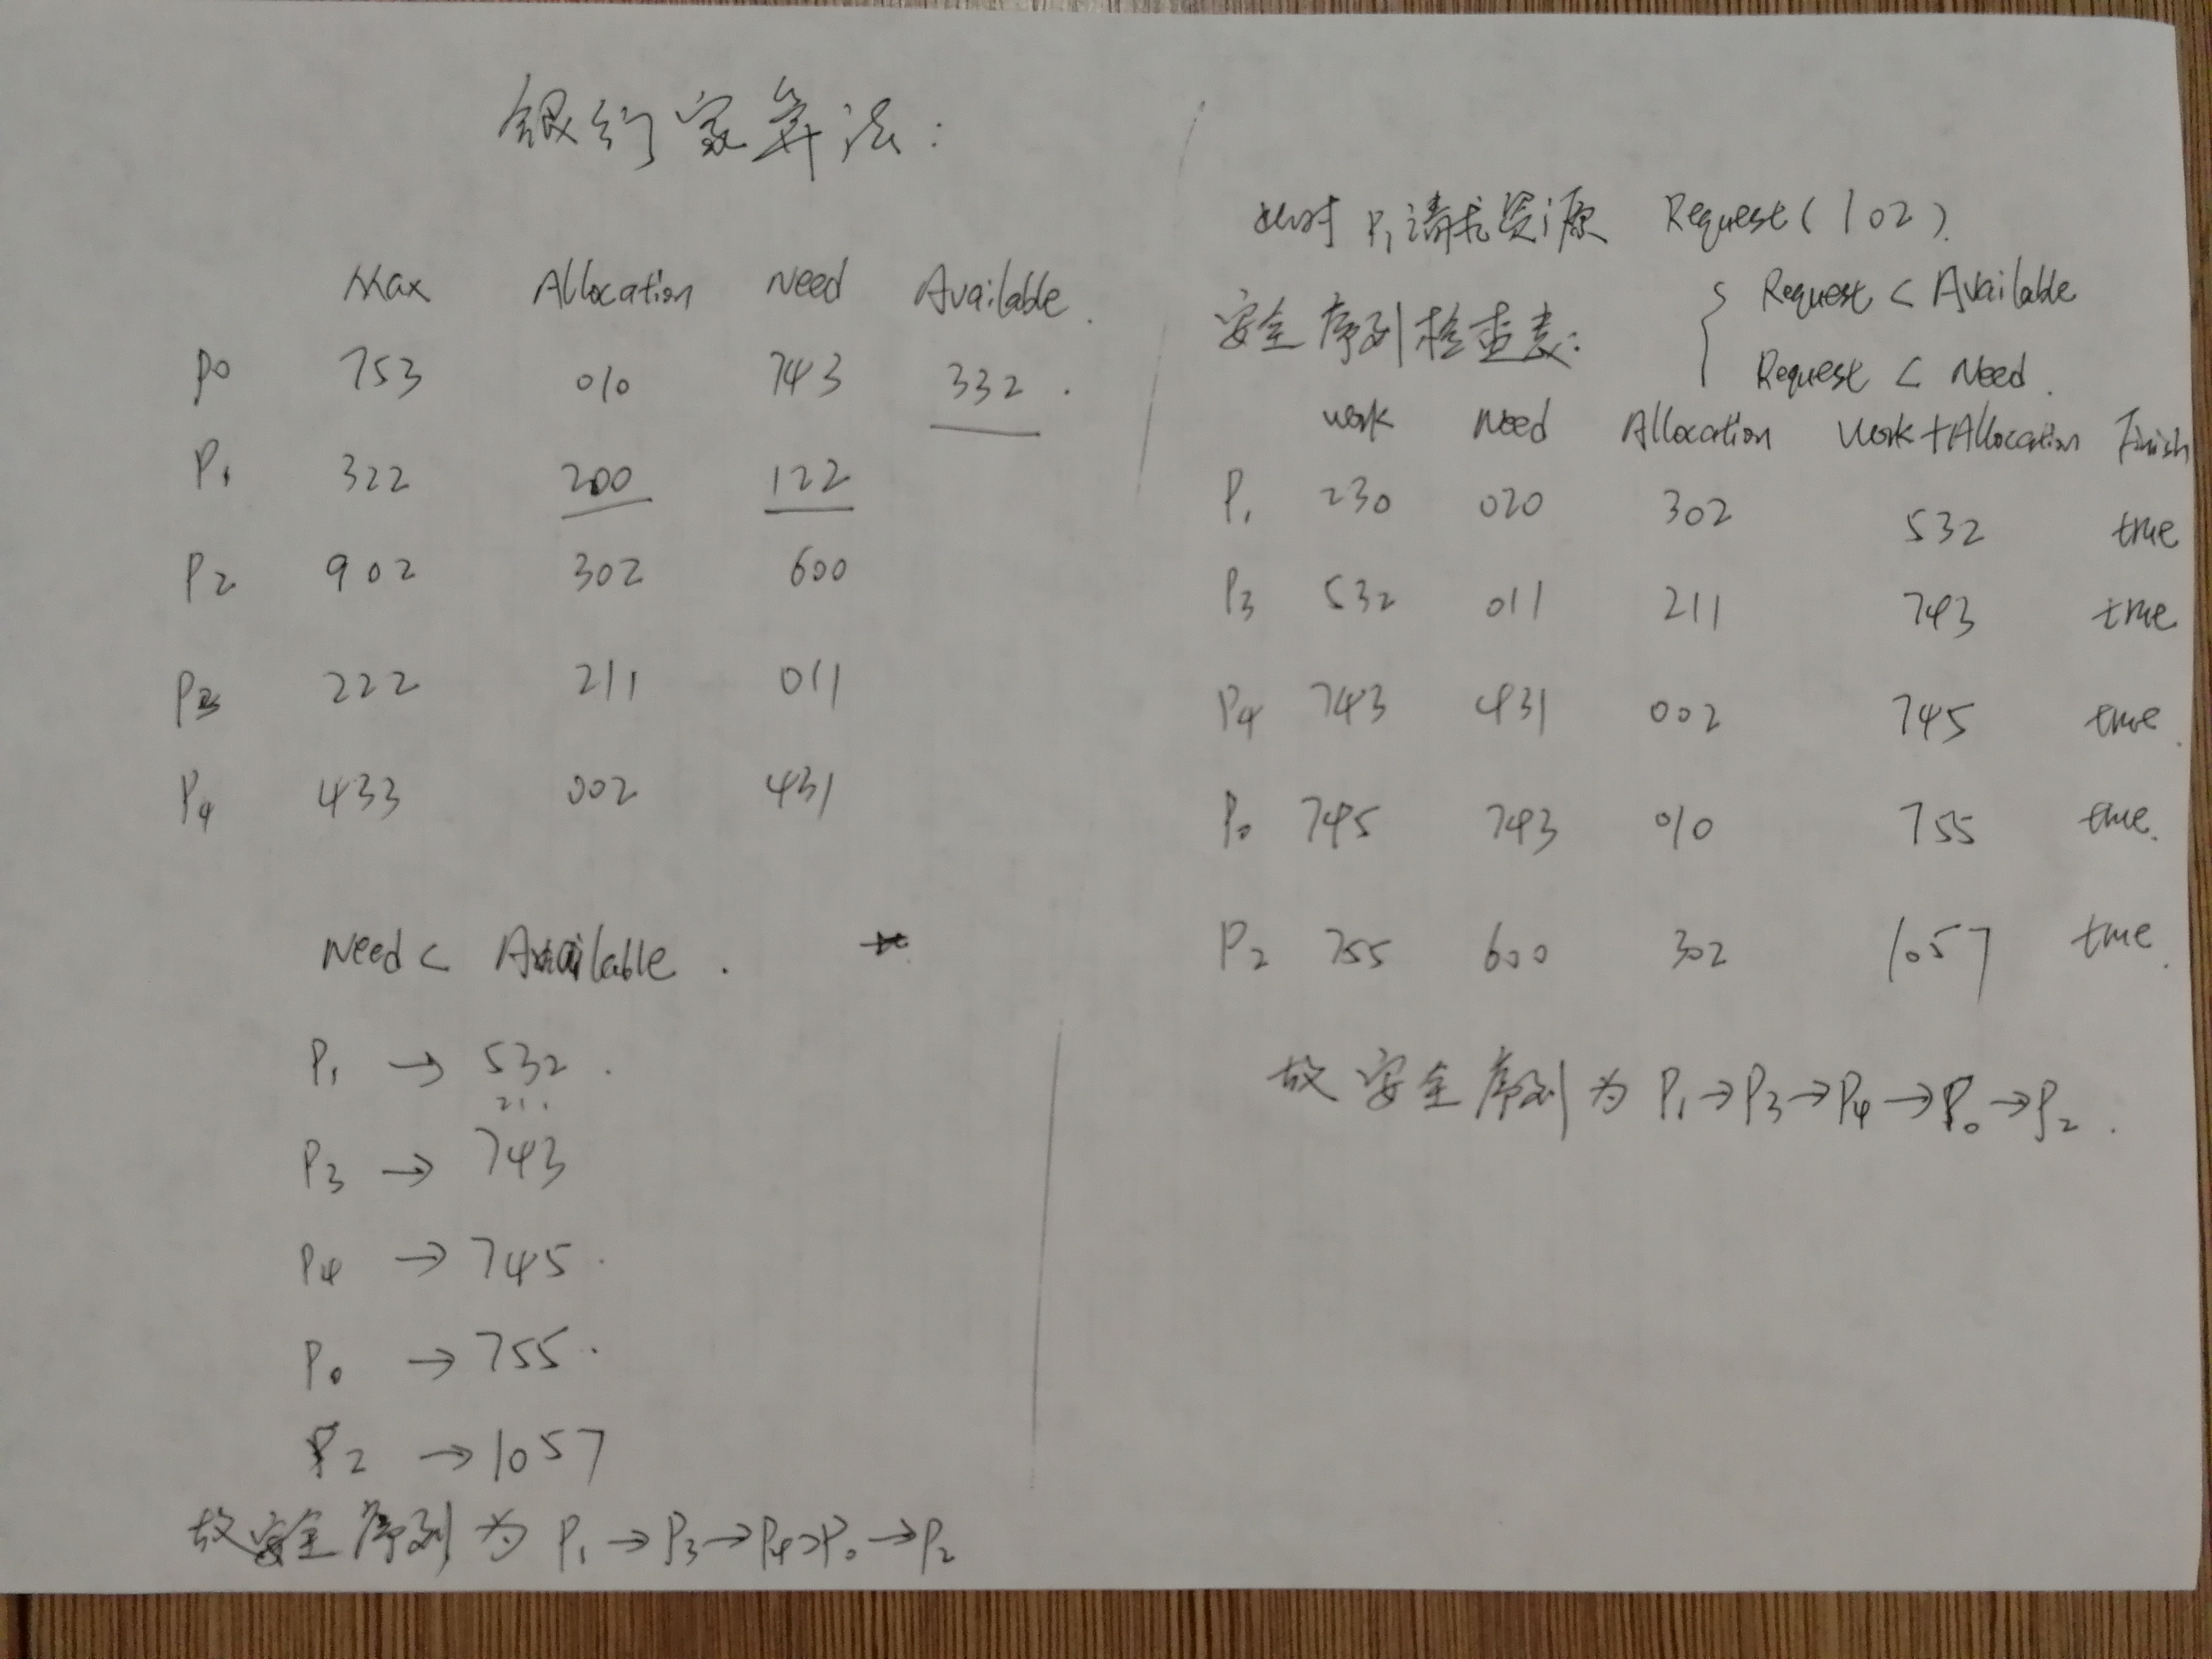 银行家算法:
Max Allocation Need Available.
P0 753 010 743 332.
P1 322 200 122
P2 902 302 600
P3 222 211 011
P4 433 002 431
Need < Available.
P1 → 532.
211
P3 → 743
P4 → 745.
P0 → 755.
P2 → 1057
故安全序列为 P1→P3→P4→P0→P2
此时 P1请求资源 Request(102).
Request < Available
安全序列检查表:
Request < Need.
Work Need Allocation Work+Allocation Finish
P1 230 020 302 532 true
P3 532 011 211 743 true
P4 743 431 002 745 true.
P0 745 743 010 755 true.
P2 755 600 302 1057 true.
故安全序列为 P1→P3→P4→P0→P2.